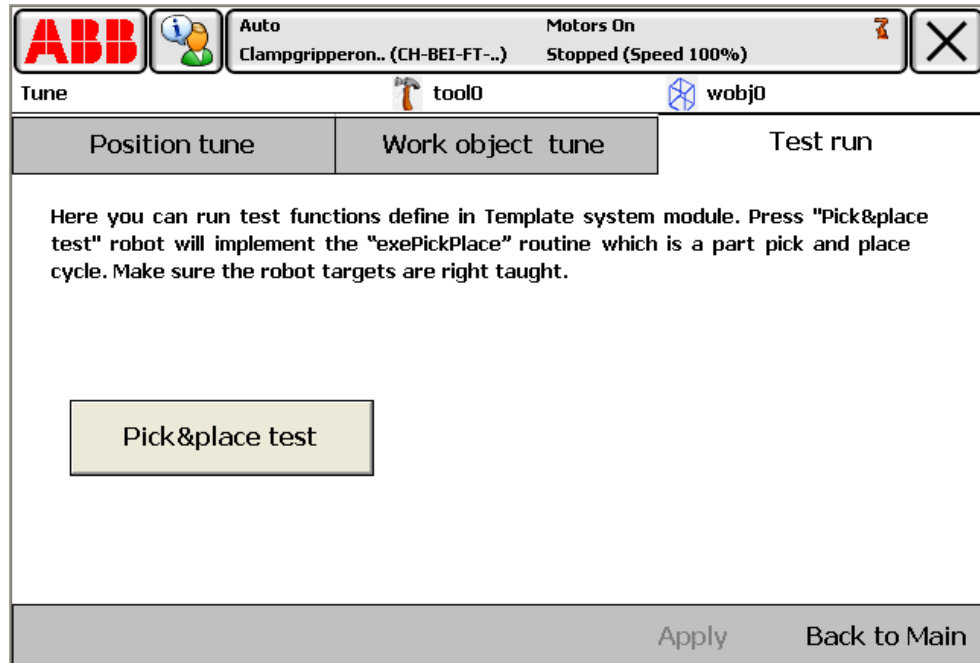 ABB
Auto Motors On
Clampgripperon.. (CH-BEI-FT-..) Stopped (Speed 100%)
Tune tool0 wobj0
Position tune Work object tune Test run
Here you can run test functions define in Template system module. Press "Pick&place
test" robot will implement the “exePickPlace” routine which is a part pick and place
cycle. Make sure the robot targets are right taught.
Pick&place test
Apply Back to Main